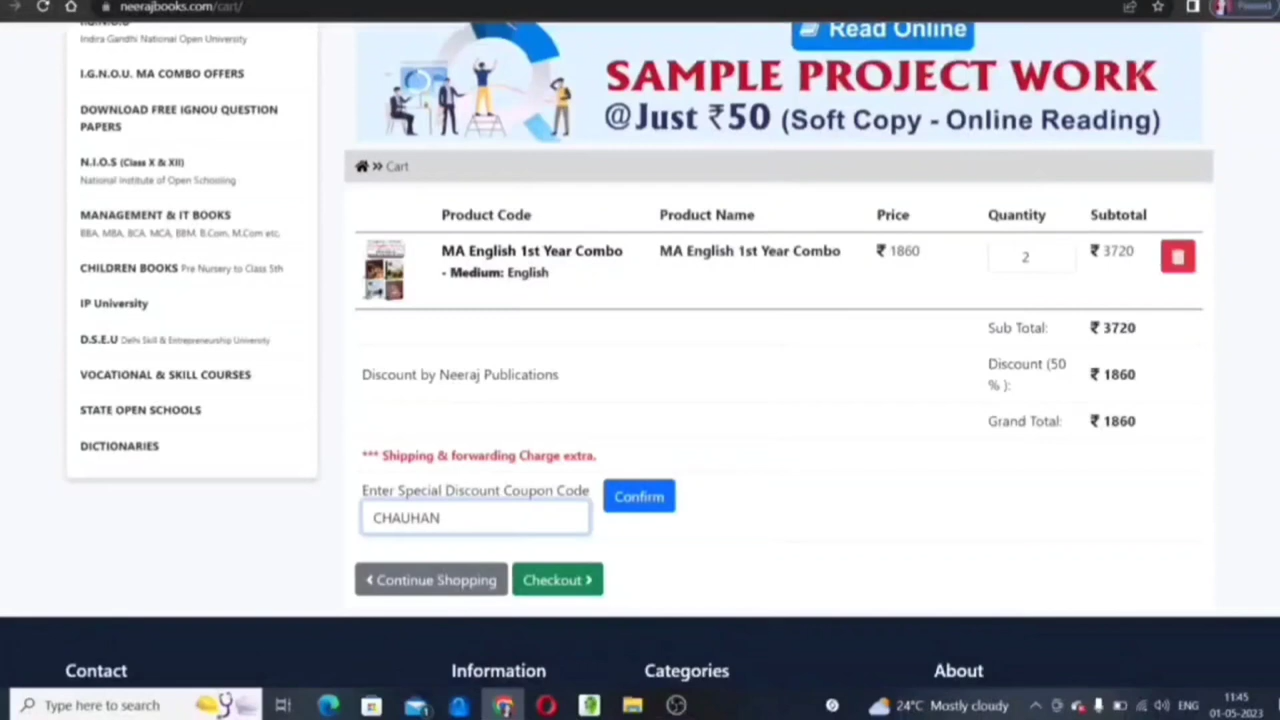 neerajbooks.com/cart/
Indira Gandhi National Open University
I.G.N.O.U. MA COMBO OFFERS
DOWNLOAD FREE IGNOU QUESTION
PAPERS
N.I.O.S (Class X & XII)
National Institute of Open Schooling
MANAGEMENT & IT BOOKS
BBA, MBA, BCA, MCA, BBM, B.Com, M.Com etc.
CHILDREN BOOKS Pre Nursery to Class 5th
IP University
D.S.E.U Delhi Skill & Entrepreneurship University
VOCATIONAL & SKILL COURSES
STATE OPEN SCHOOLS
DICTIONARIES
Read Online
SAMPLE PROJECT WORK
@Just ₹50 (Soft Copy - Online Reading)
» Cart
Product Code Product Name Price Quantity Subtotal
MA English 1st Year Combo MA English 1st Year Combo ₹ 1860 2 ₹ 3720
- Medium: English
Sub Total: ₹ 3720
Discount by Neeraj Publications Discount (50 ₹ 1860
% ):
Grand Total: ₹ 1860
*** Shipping & forwarding Charge extra.
Enter Special Discount Coupon Code Confirm
CHAUHAN
Continue Shopping Checkout
Contact Information Categories About
Type here to search 24°C Mostly cloudy ENG 11:45
01-05-2023